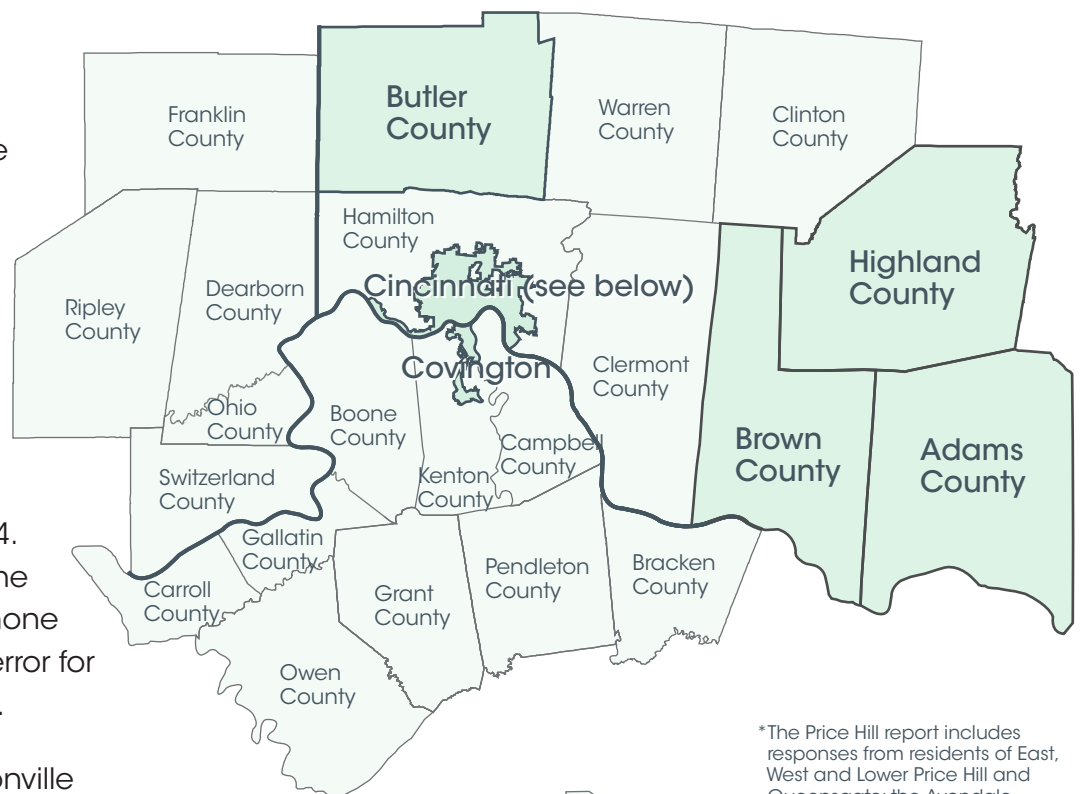 Franklin
County
Butler
County
Warren
County
Clinton
County
e
Hamilton
County
Highland
County
Cincinnati (see below)
Dearborn
County
Ripley
County
Covington
Clermont
County
Ohio
County
Boone
County
Brown
County
Adams
County
Campbell
County
Switzerland
County
Kenton
County
4.
Gallatin
County
ne
Pendleton
County
Bracken
County
Carroll
County
Grant
County
none
error for
Owen
County
.
*The Price Hill report includes
responses from residents of East,
West and Lower Price Hill and
onville